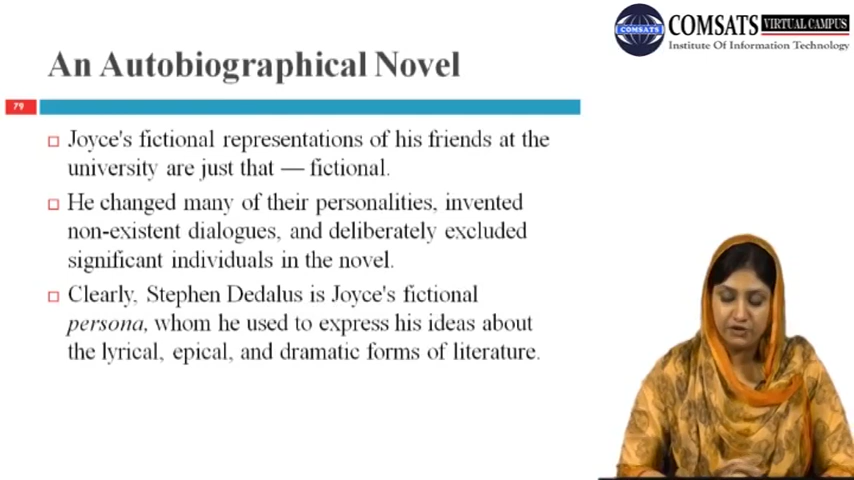 COMSATS VIRTUAL CAMPUS
COMSATS
Institute Of Information Technology
An Autobiographical Novel
79
Joyce's fictional representations of his friends at the
university are just that — fictional.
He changed many of their personalities, invented
non-existent dialogues, and deliberately excluded
significant individuals in the novel.
Clearly, Stephen Dedalus is Joyce's fictional
persona, whom he used to express his ideas about
the lyrical, epical, and dramatic forms of literature.